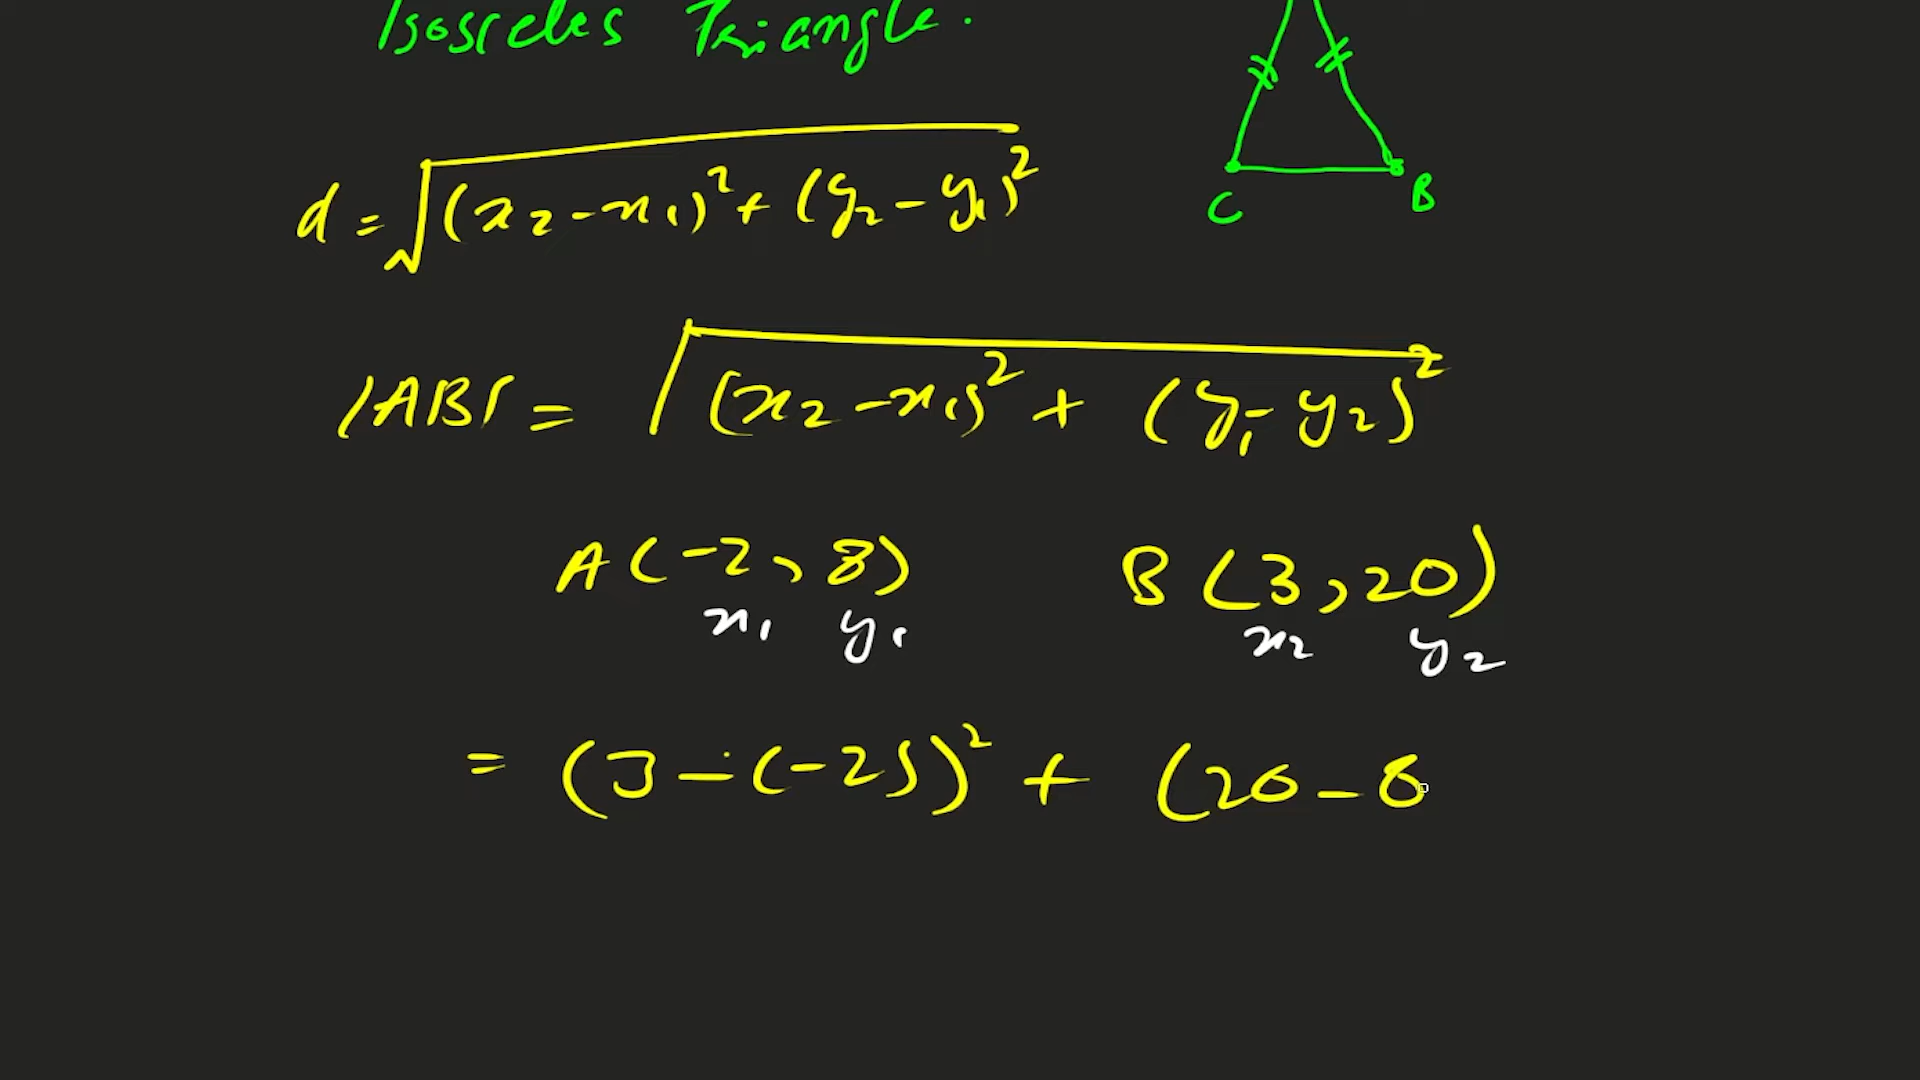 Isosceles Triangle.
d = √(x₂-x₁)² + (y₂-y₁)²
C
B
|AB| = √(x₂-x₁)² + (y₁-y₂)²
A(-2, 8) B(3, 20)
x₁ y₁ x₂ y₂
= (3-(-2))² + (20-8